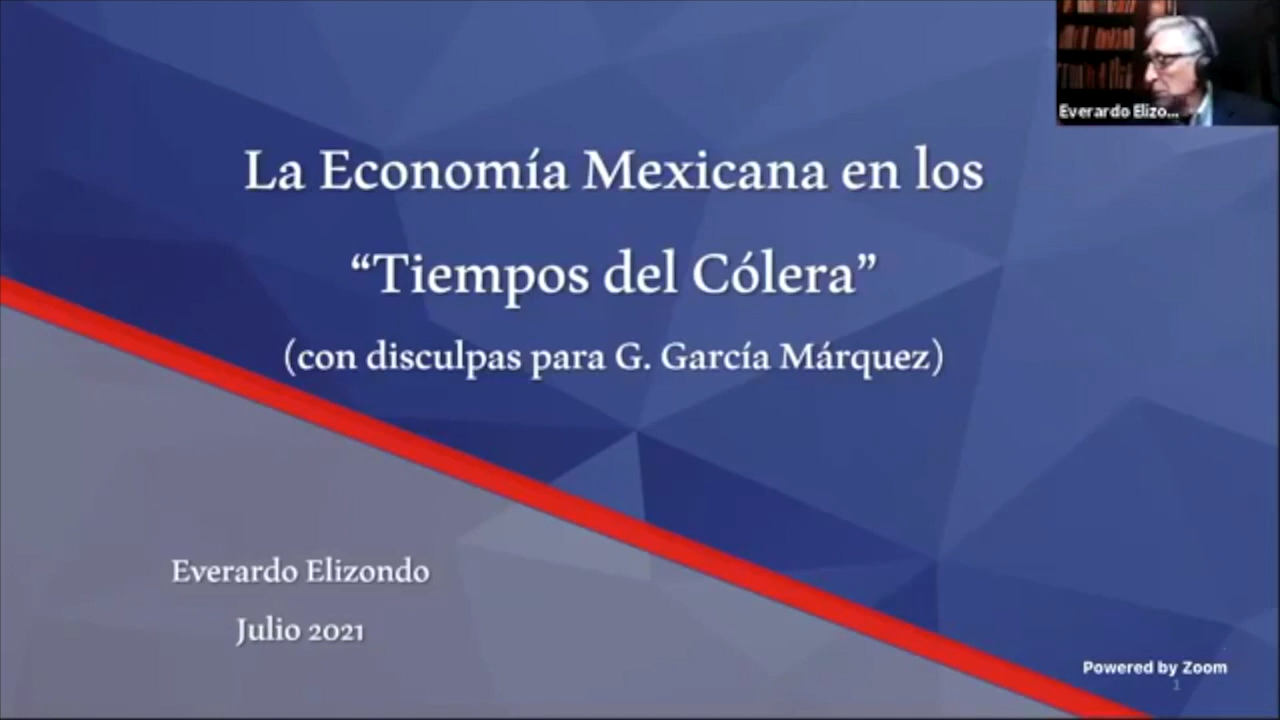 Everardo Elizo...
La Economía Mexicana en los
“Tiempos del Cólera”
(con disculpas para G. García Márquez)
Everardo Elizondo
Julio 2021
Powered by Zoom
1